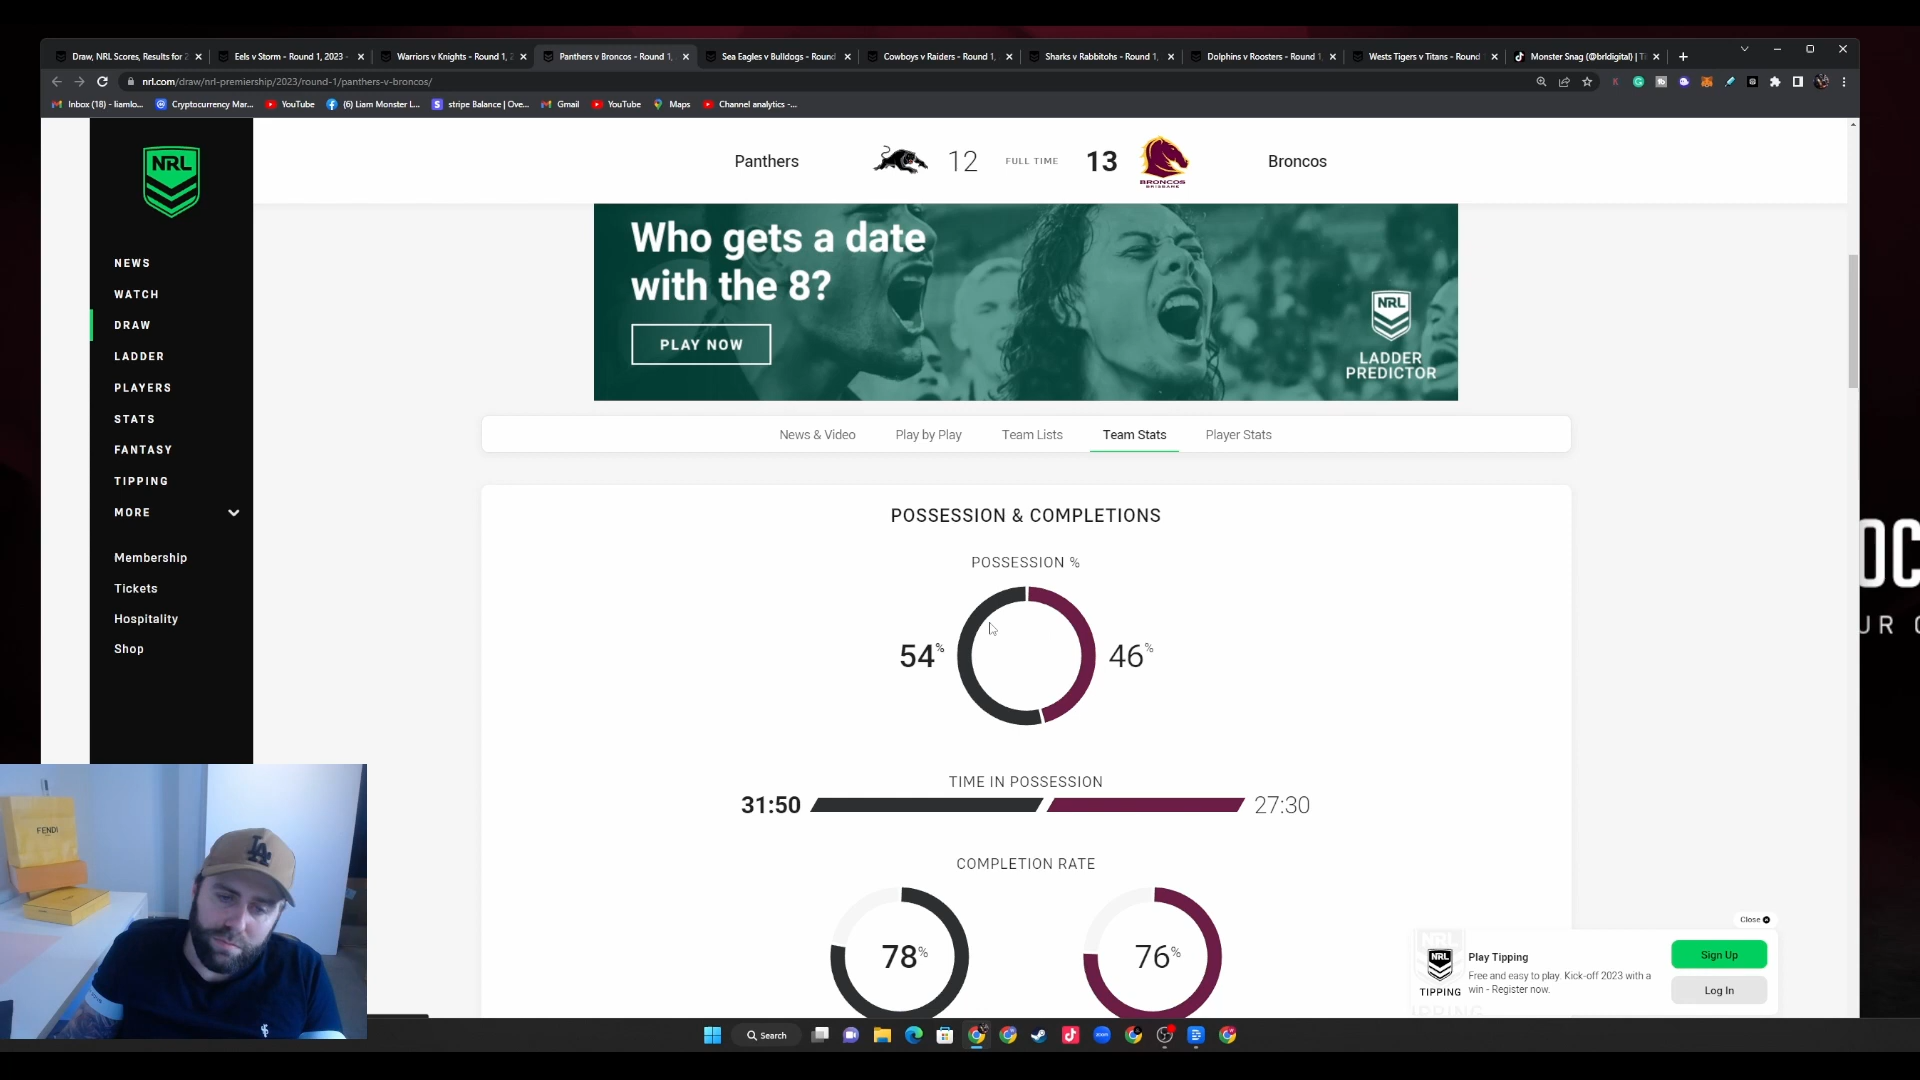 Draw, NRL Scores, Results for 2
Eels v Storm - Round 1, 2023 -
Warriors v Knights - Round 1, 2
Panthers v Broncos - Round 1,
Sea Eagles v Bulldogs - Round
Cowboys v Raiders - Round 1,
Sharks v Rabbitohs - Round 1,
Dolphins v Roosters - Round 1,
Wests Tigers v Titans - Round
Monster Snag (@brldigital) | Ti
nrl.com/draw/nrl-premiership/2023/round-1/panthers-v-broncos/
Inbox (18) - liamlo...
Cryptocurrency Mar...
YouTube
(6) Liam Monster L...
stripe Balance | Ove...
Gmail
YouTube
Maps
Channel analytics -...
NRL
NEWS
WATCH
DRAW
LADDER
PLAYERS
STATS
FANTASY
TIPPING
MORE
Membership
Tickets
Hospitality
Shop
Panthers
12
FULL TIME
13
BRONCOS
BRISBANE
Broncos
Who gets a date
with the 8?
PLAY NOW
NRL
LADDER
PREDICTOR
News & Video
Play by Play
Team Lists
Team Stats
Player Stats
POSSESSION & COMPLETIONS
POSSESSION %
54%
46%
TIME IN POSSESSION
31:50
27:30
COMPLETION RATE
78%
76%
Close
NRL
TIPPING
Play Tipping
Free and easy to play. Kick-off 2023 with a
win - Register now.
Sign Up
Log In
FENDI
LA
Search
OC
UR